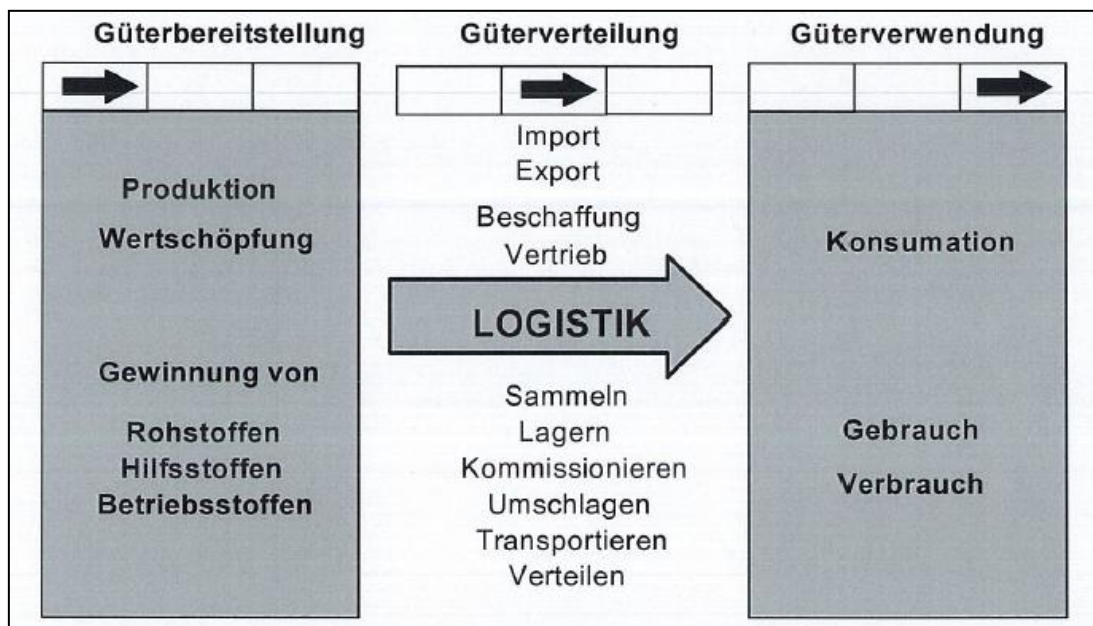 Güterbereitstellung
Produktion
Wertschöpfung
Gewinnung von
Rohstoffen
Hilfsstoffen
Betriebsstoffen
Güterverteilung
Import
Export
Beschaffung
Vertrieb
LOGISTIK
Sammeln
Lagern
Kommissionieren
Umschlagen
Transportieren
Verteilen
Güterverwendung
Konsumation
Gebrauch
Verbrauch